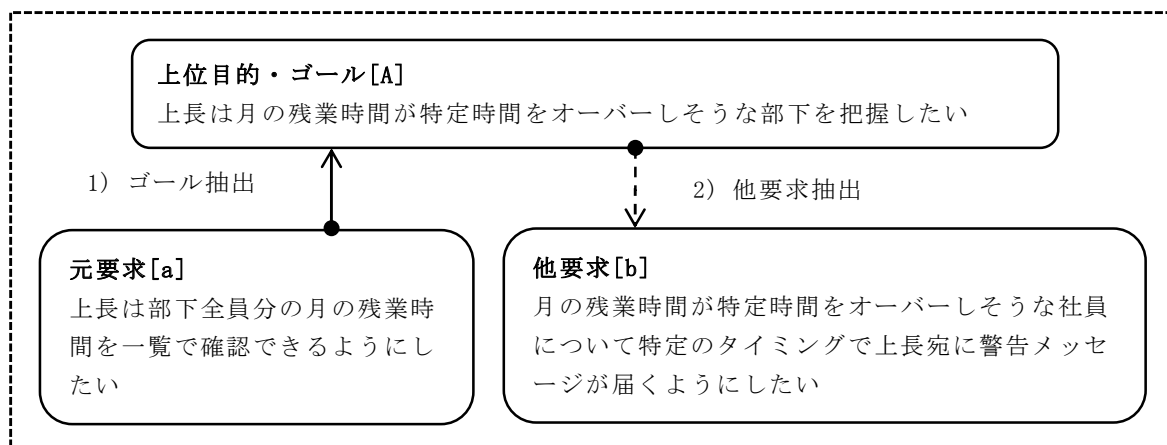 上位目的・ゴール[A]
上長は月の残業時間が特定時間をオーバーしそうな部下を把握したい
1) ゴール抽出
2) 他要求抽出
元要求[a]
上長は部下全員分の月の残業時
間を一覧で確認できるようにし
たい
他要求[b]
月の残業時間が特定時間をオーバーしそうな社員
について特定のタイミングで上長宛に警告メッセ
ージが届くようにしたい